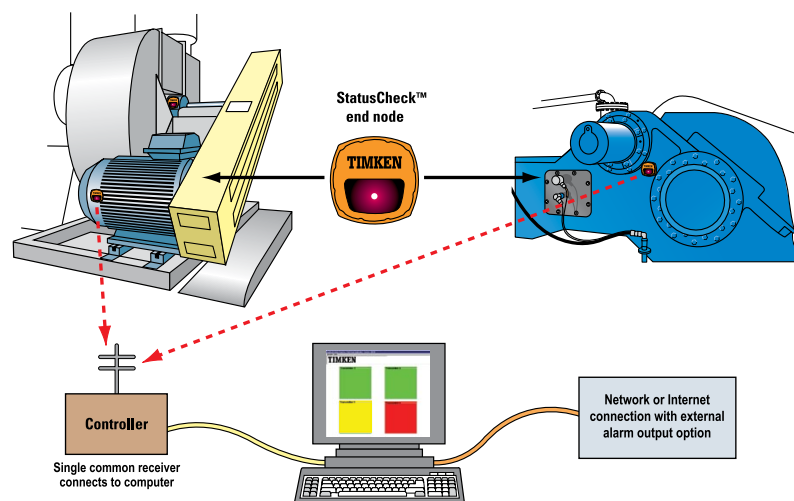 StatusCheck™
end node
TIMKEN
TIMKEN
Controller
Single common receiver
connects to computer
Network or Internet
connection with external
alarm output option